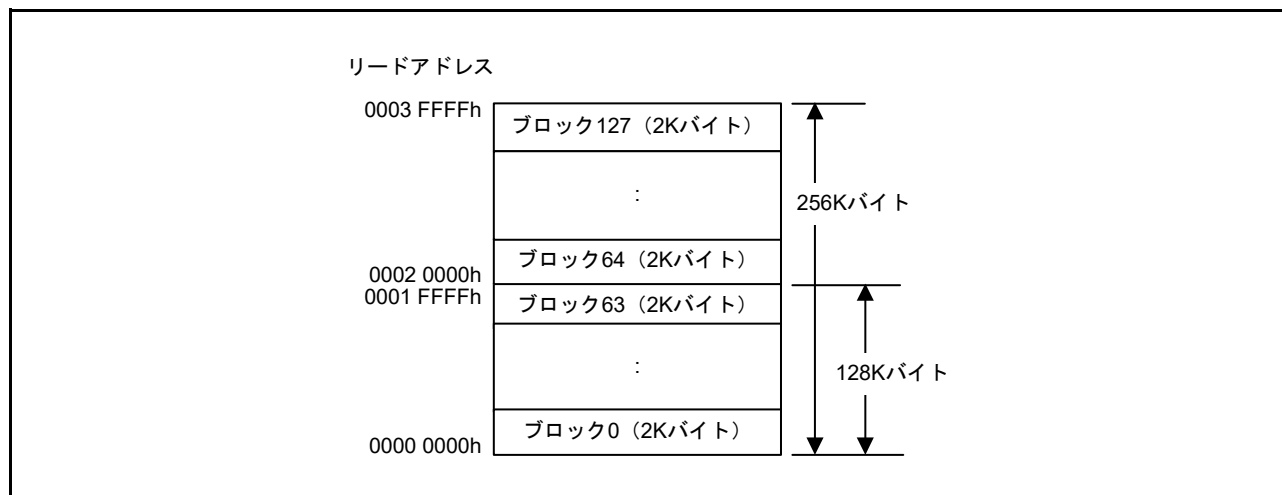 リードアドレス
0003 FFFFh
ブロック127（2Kバイト）
:
256Kバイト
ブロック64（2Kバイト）
0002 0000h
0001 FFFFh
ブロック63（2Kバイト）
:
128Kバイト
ブロック0（2Kバイト）
0000 0000h